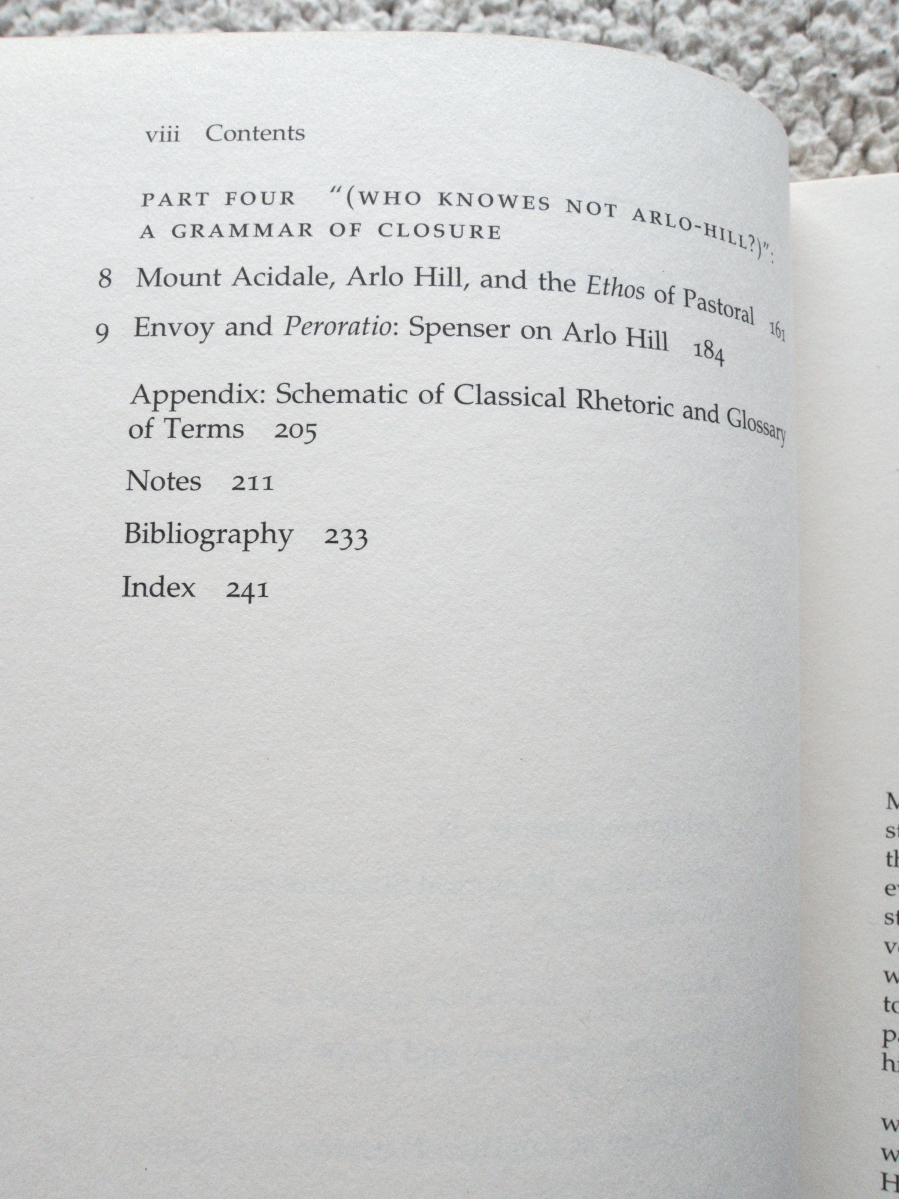 viii Contents
PART FOUR "(WHO KNOWES NOT ARLO-HILL?)":
A GRAMMAR OF CLOSURE
8 Mount Acidale, Arlo Hill, and the Ethos of Pastoral 161
9 Envoy and Peroratio: Spenser on Arlo Hill 184
Appendix: Schematic of Classical Rhetoric and Glossary
of Terms 205
Notes 211
Bibliography 233
Index 241